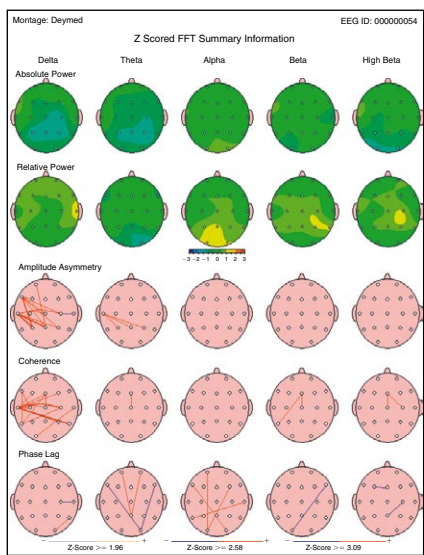 Montage: Deymed EEG ID: 000000054
Z Scored FFT Summary Information
Delta Theta Alpha Beta High Beta
Absolute Power
Relative Power
−3 −2 −1 0 1 2 3
Amplitude Asymmetry
Coherence
Phase Lag
− + − + − +
Z-Score >= 1.96 Z-Score >= 2.58 Z-Score >= 3.09